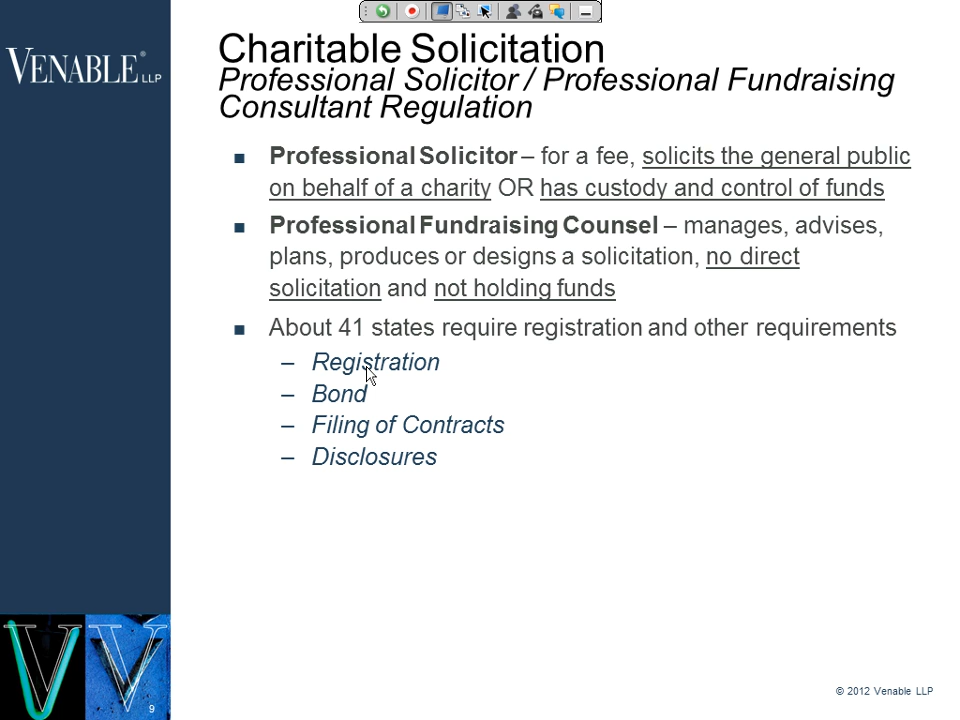 VENABLE® LLP
Charitable Solicitation
Professional Solicitor / Professional Fundraising
Consultant Regulation
■ Professional Solicitor – for a fee, solicits the general public
on behalf of a charity OR has custody and control of funds
■ Professional Fundraising Counsel – manages, advises,
plans, produces or designs a solicitation, no direct
solicitation and not holding funds
■ About 41 states require registration and other requirements
– Registration
– Bond
– Filing of Contracts
– Disclosures
© 2012 Venable LLP
9